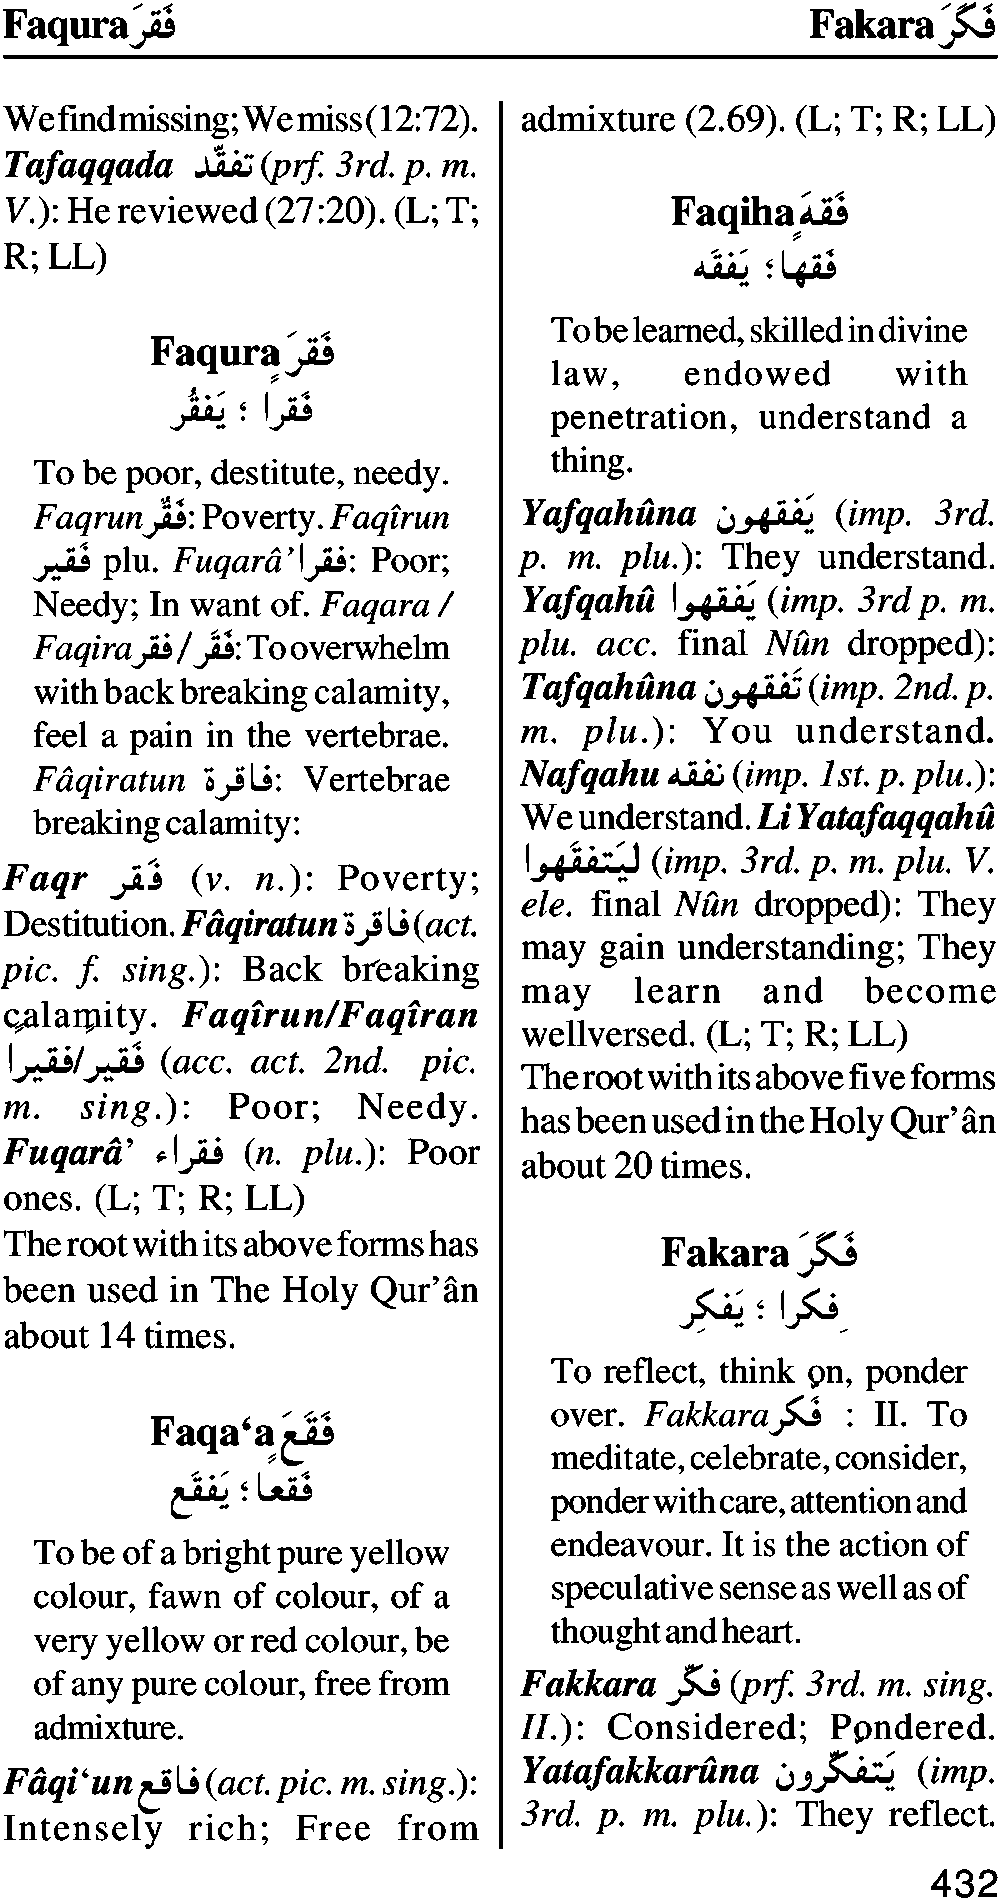 Faqura فَقرَ
Fakara فَكَرَ
We find missing; We miss (12:72).
Tafaqqada تفقّد (prf. 3rd. p. m.
V.): He reviewed (27:20). (L; T;
R; LL)
Faqura فَقرَ
فَقراً ؛ يَفقُر
To be poor, destitute, needy.
Faqrun فَقُر: Poverty. Faqîrun
فَقير plu. Fuqarâ’ فقرا: Poor;
Needy; In want of. Faqara /
Faqira فَقَر / فقر: To overwhelm
with back breaking calamity,
feel a pain in the vertebrae.
Fâqiratun فاقرة: Vertebrae
breaking calamity:
Faqr فَقر (v. n.): Poverty;
Destitution. Fâqiratun فاقرة (act.
pic. f. sing.): Back breaking
calamity. Faqîrun/Faqîran
فَقير/فقيراً (acc. act. 2nd. pic.
m. sing.): Poor; Needy.
Fuqarâ’ فقراء (n. plu.): Poor
ones. (L; T; R; LL)
The root with its above forms has
been used in The Holy Qur’ân
about 14 times.
Faqa‘a فَقَعَ
فَقعاً ؛ يَفقَع
To be of a bright pure yellow
colour, fawn of colour, of a
very yellow or red colour, be
of any pure colour, free from
admixture.
Fâqi‘un فاقع (act. pic. m. sing.):
Intensely rich; Free from
admixture (2.69). (L; T; R; LL)
Faqiha فَقهَ
فَقهاً ؛ يَفقَه
To be learned, skilled in divine
law, endowed with
penetration, understand a
thing.
Yafqahûna يَفقهون (imp. 3rd.
p. m. plu.): They understand.
Yafqahû يَفقهوا (imp. 3rd p. m.
plu. acc. final Nûn dropped):
Tafqahûna تَفقهون (imp. 2nd. p.
m. plu.): You understand.
Nafqahu نفقه (imp. 1st. p. plu.):
We understand. Li Yatafaqqahû
ليَتفقَّهوا (imp. 3rd. p. m. plu. V.
ele. final Nûn dropped): They
may gain understanding; They
may learn and become
wellversed. (L; T; R; LL)
The root with its above five forms
has been used in the Holy Qur’ân
about 20 times.
Fakara فَكَرَ
فِكرا ؛ يَفكِر
To reflect, think on, ponder
over. Fakkara فَكر : II. To
meditate, celebrate, consider,
ponder with care, attention and
endeavour. It is the action of
speculative sense as well as of
thought and heart.
Fakkara فكّر (prf. 3rd. m. sing.
II.): Considered; Pondered.
Yatafakkarûna يَتفكّرون (imp.
3rd. p. m. plu.): They reflect.
432